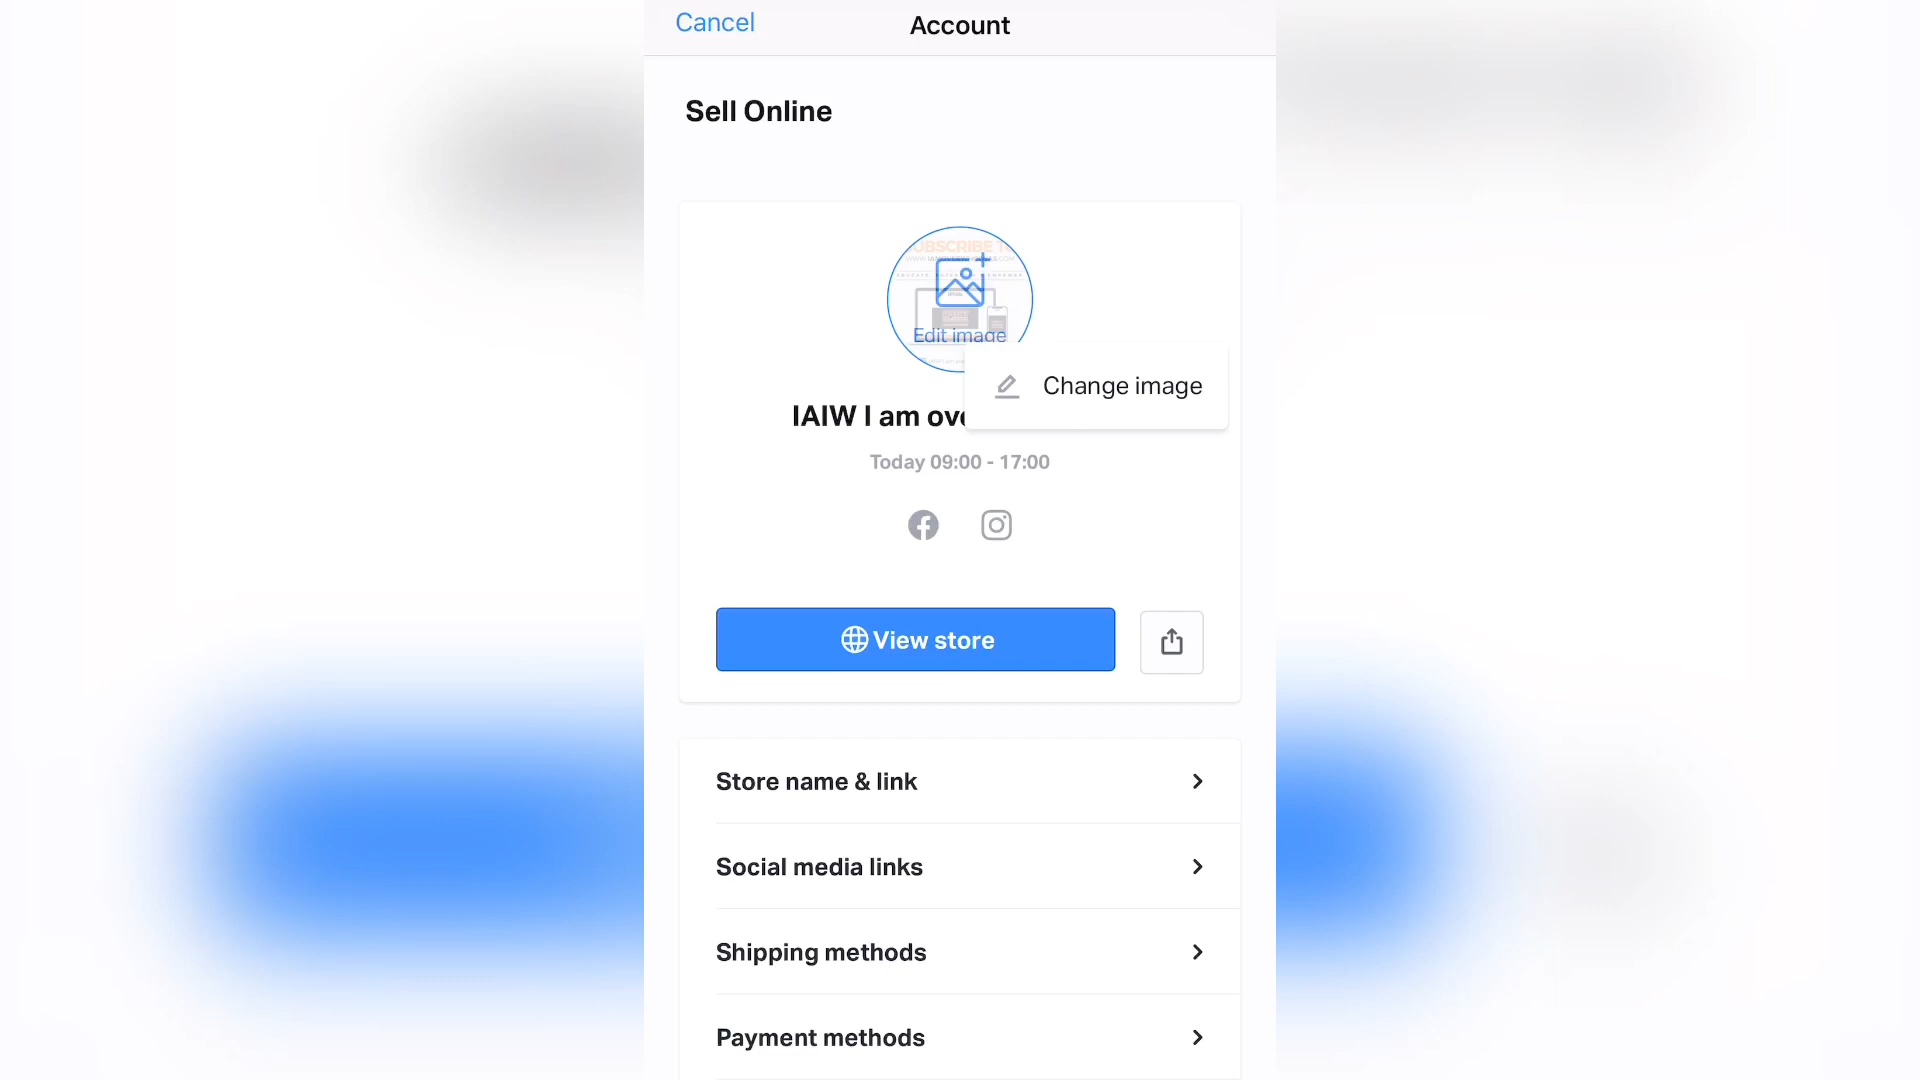 Cancel
Account
Sell Online
UBSCRIBE T
Edit image
Change image
IAIW I am ov
Today 09:00 - 17:00
View store
Store name & link
Social media links
Shipping methods
Payment methods